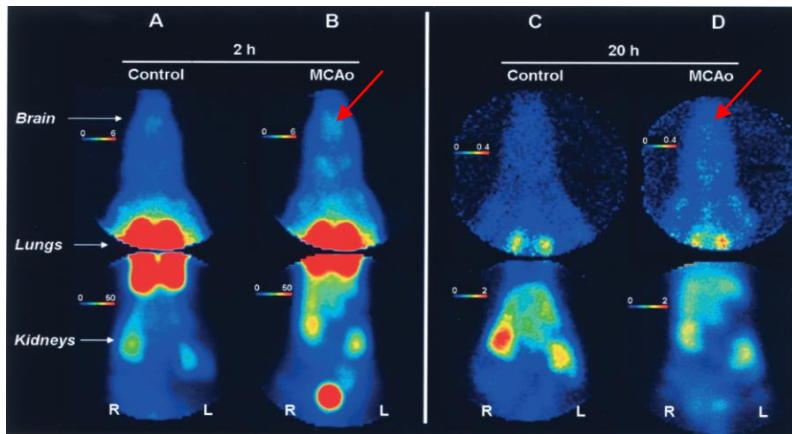 A B C D
2 h 20 h
Control MCAo Control MCAo
Brain
0 6 0 6 0 0.4 0 0.4
Lungs
0 50 0 50 0 2 0 2
Kidneys
R L R L R L R L